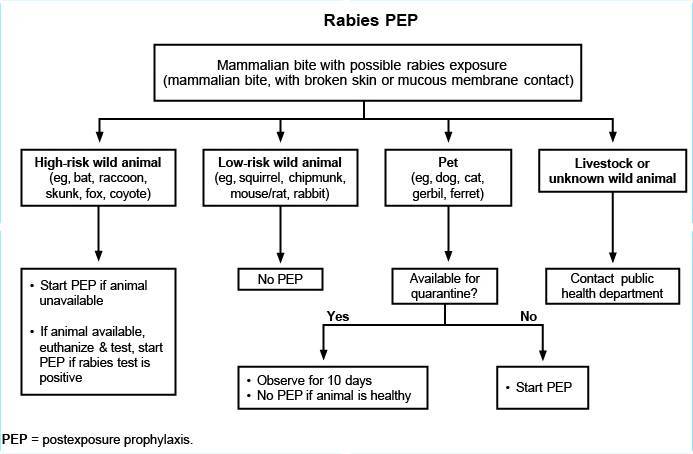 Rabies PEP
Mammalian bite with possible rabies exposure
(mammalian bite, with broken skin or mucous membrane contact)
High-risk wild animal
(eg, bat, raccoon,
skunk, fox, coyote)
Low-risk wild animal
(eg, squirrel, chipmunk,
mouse/rat, rabbit)
Pet
(eg, dog, cat,
gerbil, ferret)
Livestock or
unknown wild animal
• Start PEP if animal
unavailable
• If animal available,
euthanize & test, start
PEP if rabies test is
positive
No PEP
Available for
quarantine?
Contact public
health department
Yes
No
• Observe for 10 days
• No PEP if animal is healthy
• Start PEP
PEP = postexposure prophylaxis.